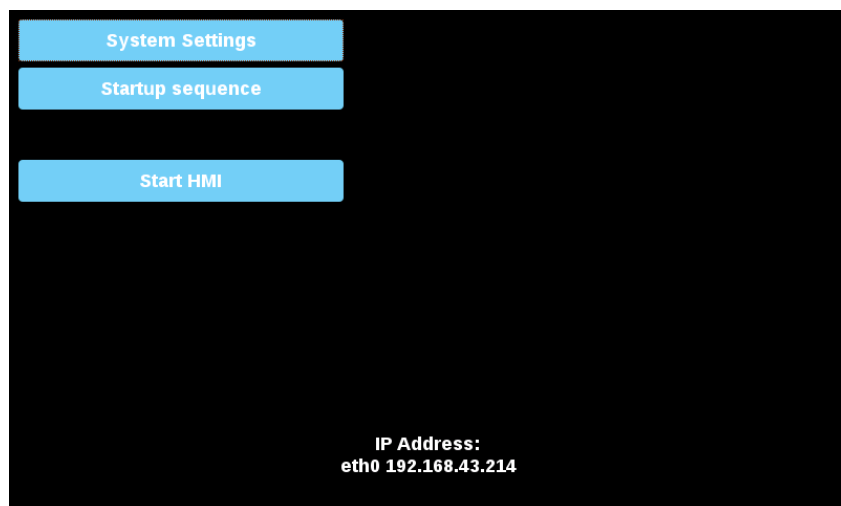 System Settings
Startup sequence
Start HMI
IP Address:
eth0 192.168.43.214